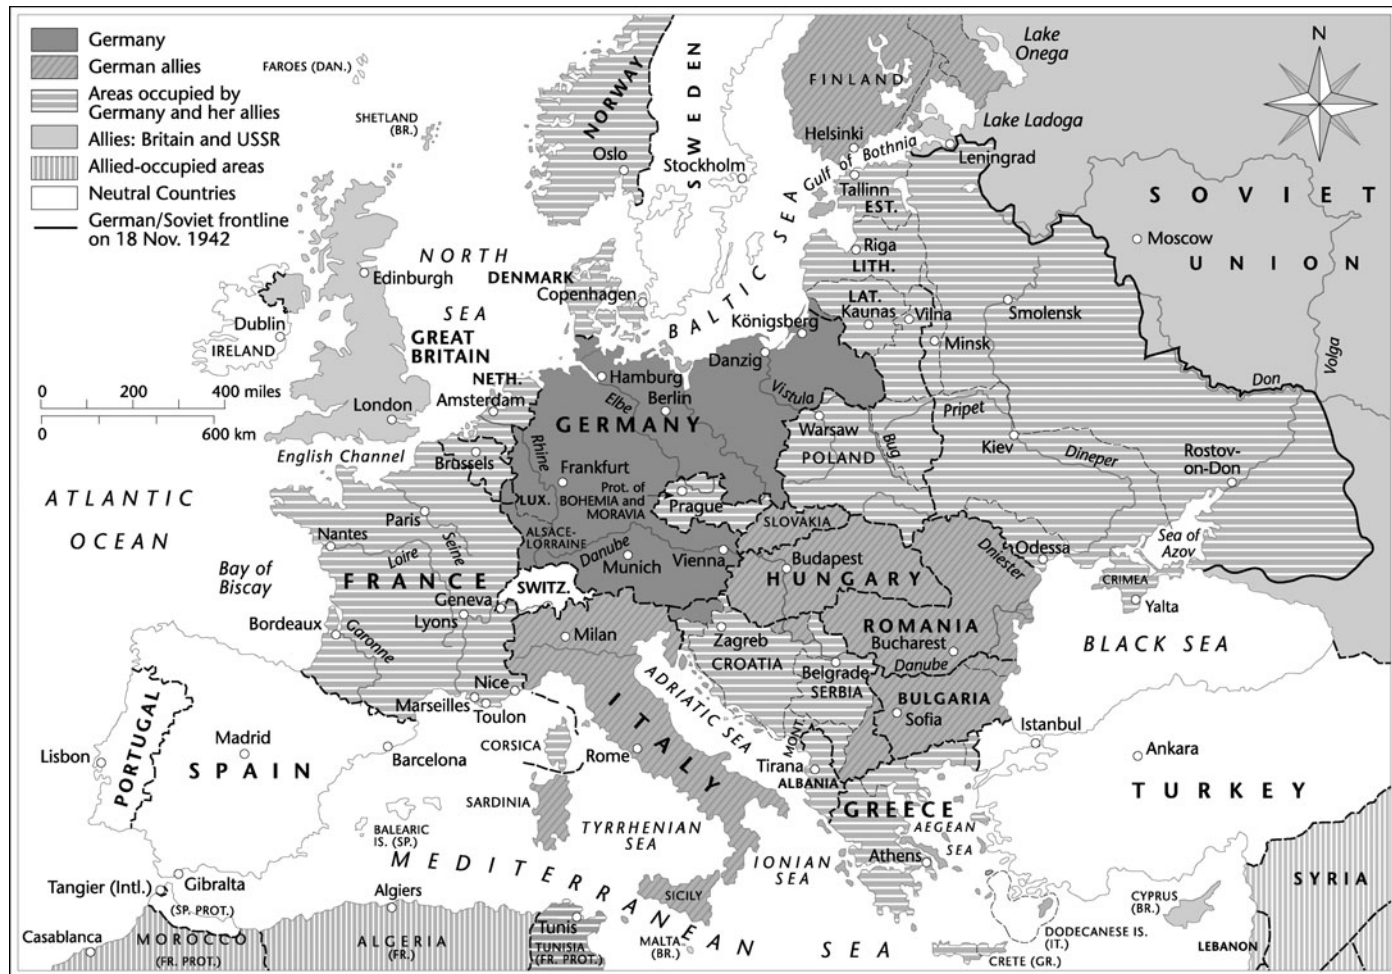 Germany
German allies
Areas occupied by
Germany and her allies
Allies: Britain and USSR
Allied-occupied areas
Neutral Countries
German/Soviet frontline
on 18 Nov. 1942
FAROES (DAN.)
SHETLAND
(BR.)
NORWAY
Oslo
SWEDEN
Stockholm
FINLAND
Helsinki
Gulf of Bothnia
Lake
Onega
Lake Ladoga
Leningrad
N
Tallinn
EST.
Riga
LITH.
LAT.
Kaunas
Vilna
SOVIET
UNION
Moscow
Smolensk
Minsk
Volga
Don
NORTH
SEA
BALTIC SEA
Edinburgh
Dublin
IRELAND
GREAT
BRITAIN
London
DENMARK
Copenhagen
Königsberg
Danzig
0 200 400 miles
0 600 km
NETH.
Amsterdam
Hamburg
Elbe
Berlin
GERMANY
Vistula
Warsaw
POLAND
Bug
Pripet
Kiev
Dineper
Rostov-
on-Don
English Channel
Brussels
Rhine
Frankfurt
LUX.
Prot. of
BOHEMIA and
MORAVIA
Prague
SLOVAKIA
ATLANTIC
OCEAN
Paris
Seine
Nantes
Loire
ALSACE-
LORRAINE
Danube
Munich
Vienna
Budapest
HUNGARY
Dniester
Odessa
Sea of
Azov
CRIMEA
Yalta
Bay of
Biscay
FRANCE
SWITZ.
Geneva
Lyons
Bordeaux
Garonne
Milan
Zagreb
CROATIA
Belgrade
SERBIA
ROMANIA
Bucharest
Danube
BLACK SEA
Nice
Marseilles
Toulon
ITALY
ADRIATIC SEA
MONT.
BULGARIA
Sofia
Istanbul
Ankara
TURKEY
PORTUGAL
Lisbon
Madrid
SPAIN
Barcelona
CORSICA
Rome
Tirana
ALBANIA
SARDINIA
TYRRHENIAN
SEA
GREECE
AEGEAN
SEA
Athens
IONIAN
SEA
BALEARIC
IS. (SP.)
MEDITERRANEAN SEA
Tangier (Intl.)
Gibralta
(SP. PROT.)
Algiers
SICILY
CYPRUS
(BR.)
SYRIA
Casablanca
MOROCCO
(FR. PROT.)
ALGERIA
(FR.)
Tunis
TUNISIA
(FR. PROT.)
MALTA
(BR.)
DODECANESE IS.
(IT.)
CRETE (GR.)
LEBANON